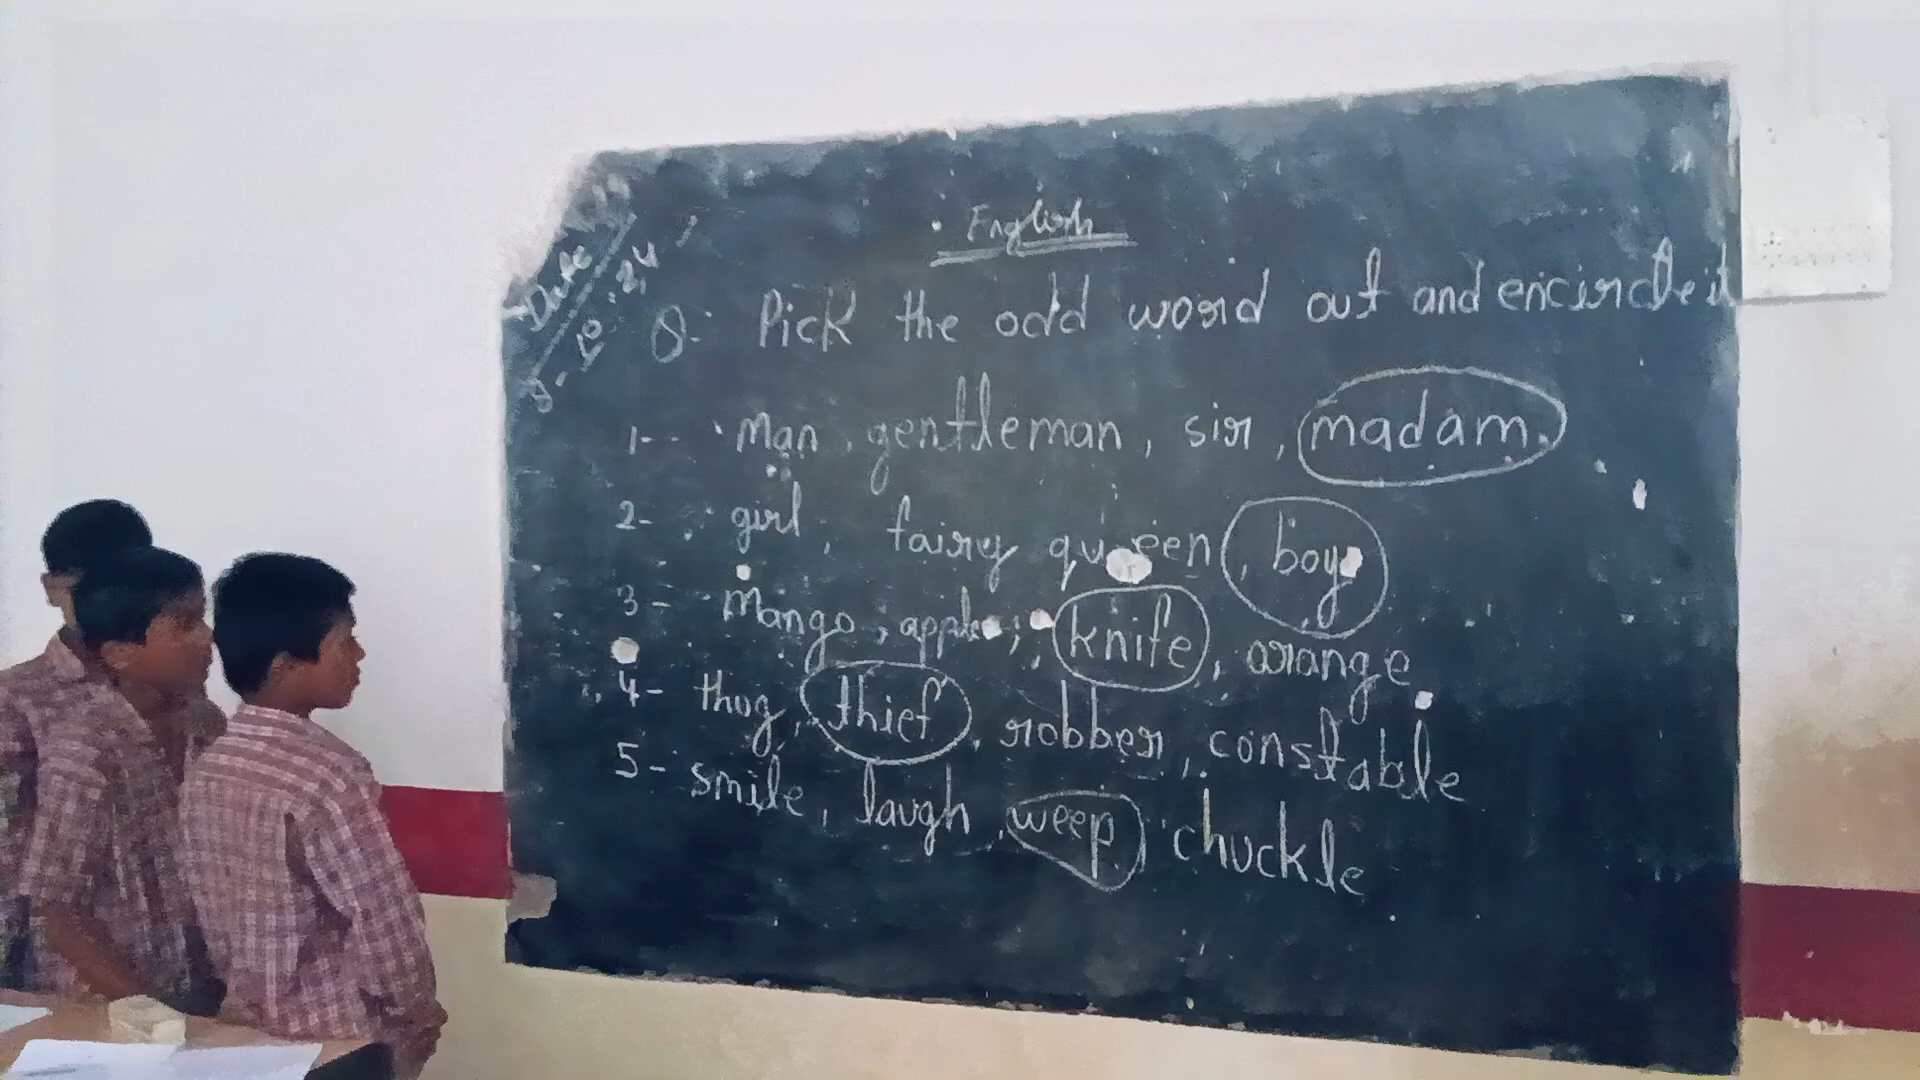 English
Date
Q- Pick the odd word out and encircle it
1- man, gentleman, sir, madam.
2- girl, fairy queen, boy
3- Mango, apple, knife, orange.
4- thug, thief, robber, constable
5- smile, laugh, weep, chuckle